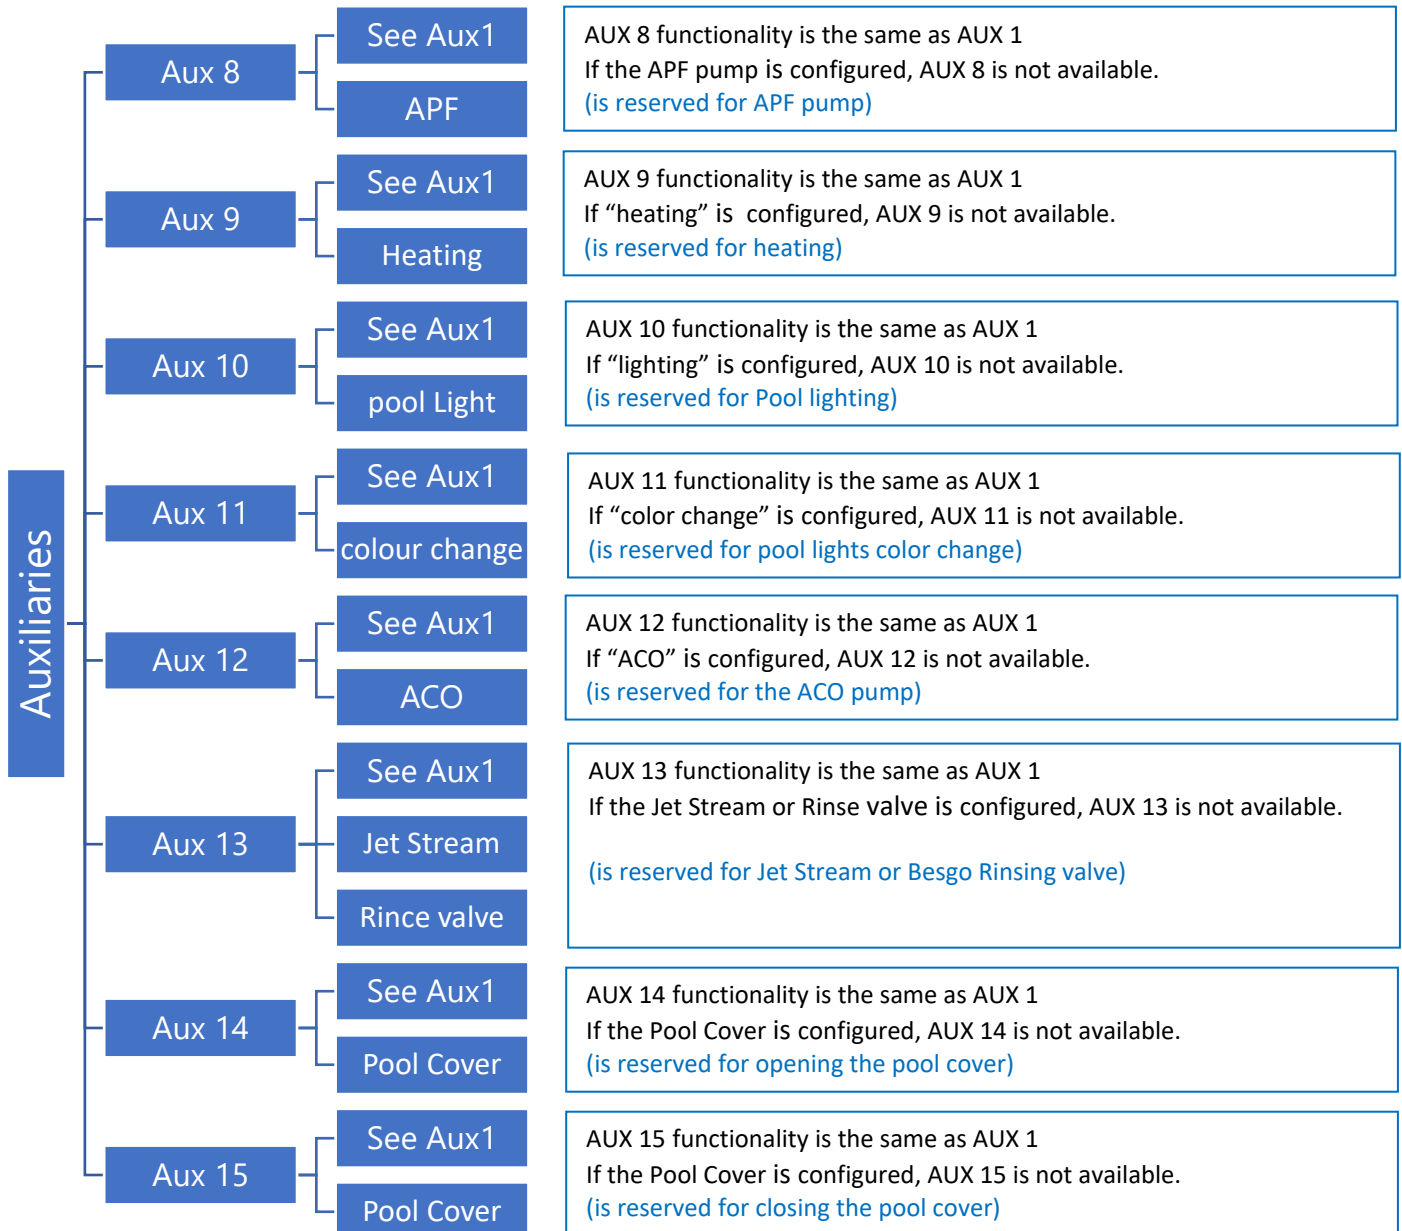 Auxiliaries
Aux 8
See Aux1
APF
AUX 8 functionality is the same as AUX 1
If the APF pump is configured, AUX 8 is not available.
(is reserved for APF pump)
Aux 9
See Aux1
Heating
AUX 9 functionality is the same as AUX 1
If “heating” is configured, AUX 9 is not available.
(is reserved for heating)
Aux 10
See Aux1
pool Light
AUX 10 functionality is the same as AUX 1
If “lighting” is configured, AUX 10 is not available.
(is reserved for Pool lighting)
Aux 11
See Aux1
colour change
AUX 11 functionality is the same as AUX 1
If “color change” is configured, AUX 11 is not available.
(is reserved for pool lights color change)
Aux 12
See Aux1
ACO
AUX 12 functionality is the same as AUX 1
If “ACO” is configured, AUX 12 is not available.
(is reserved for the ACO pump)
Aux 13
See Aux1
Jet Stream
Rince valve
AUX 13 functionality is the same as AUX 1
If the Jet Stream or Rinse valve is configured, AUX 13 is not available.
(is reserved for Jet Stream or Besgo Rinsing valve)
Aux 14
See Aux1
Pool Cover
AUX 14 functionality is the same as AUX 1
If the Pool Cover is configured, AUX 14 is not available.
(is reserved for opening the pool cover)
Aux 15
See Aux1
Pool Cover
AUX 15 functionality is the same as AUX 1
If the Pool Cover is configured, AUX 15 is not available.
(is reserved for closing the pool cover)